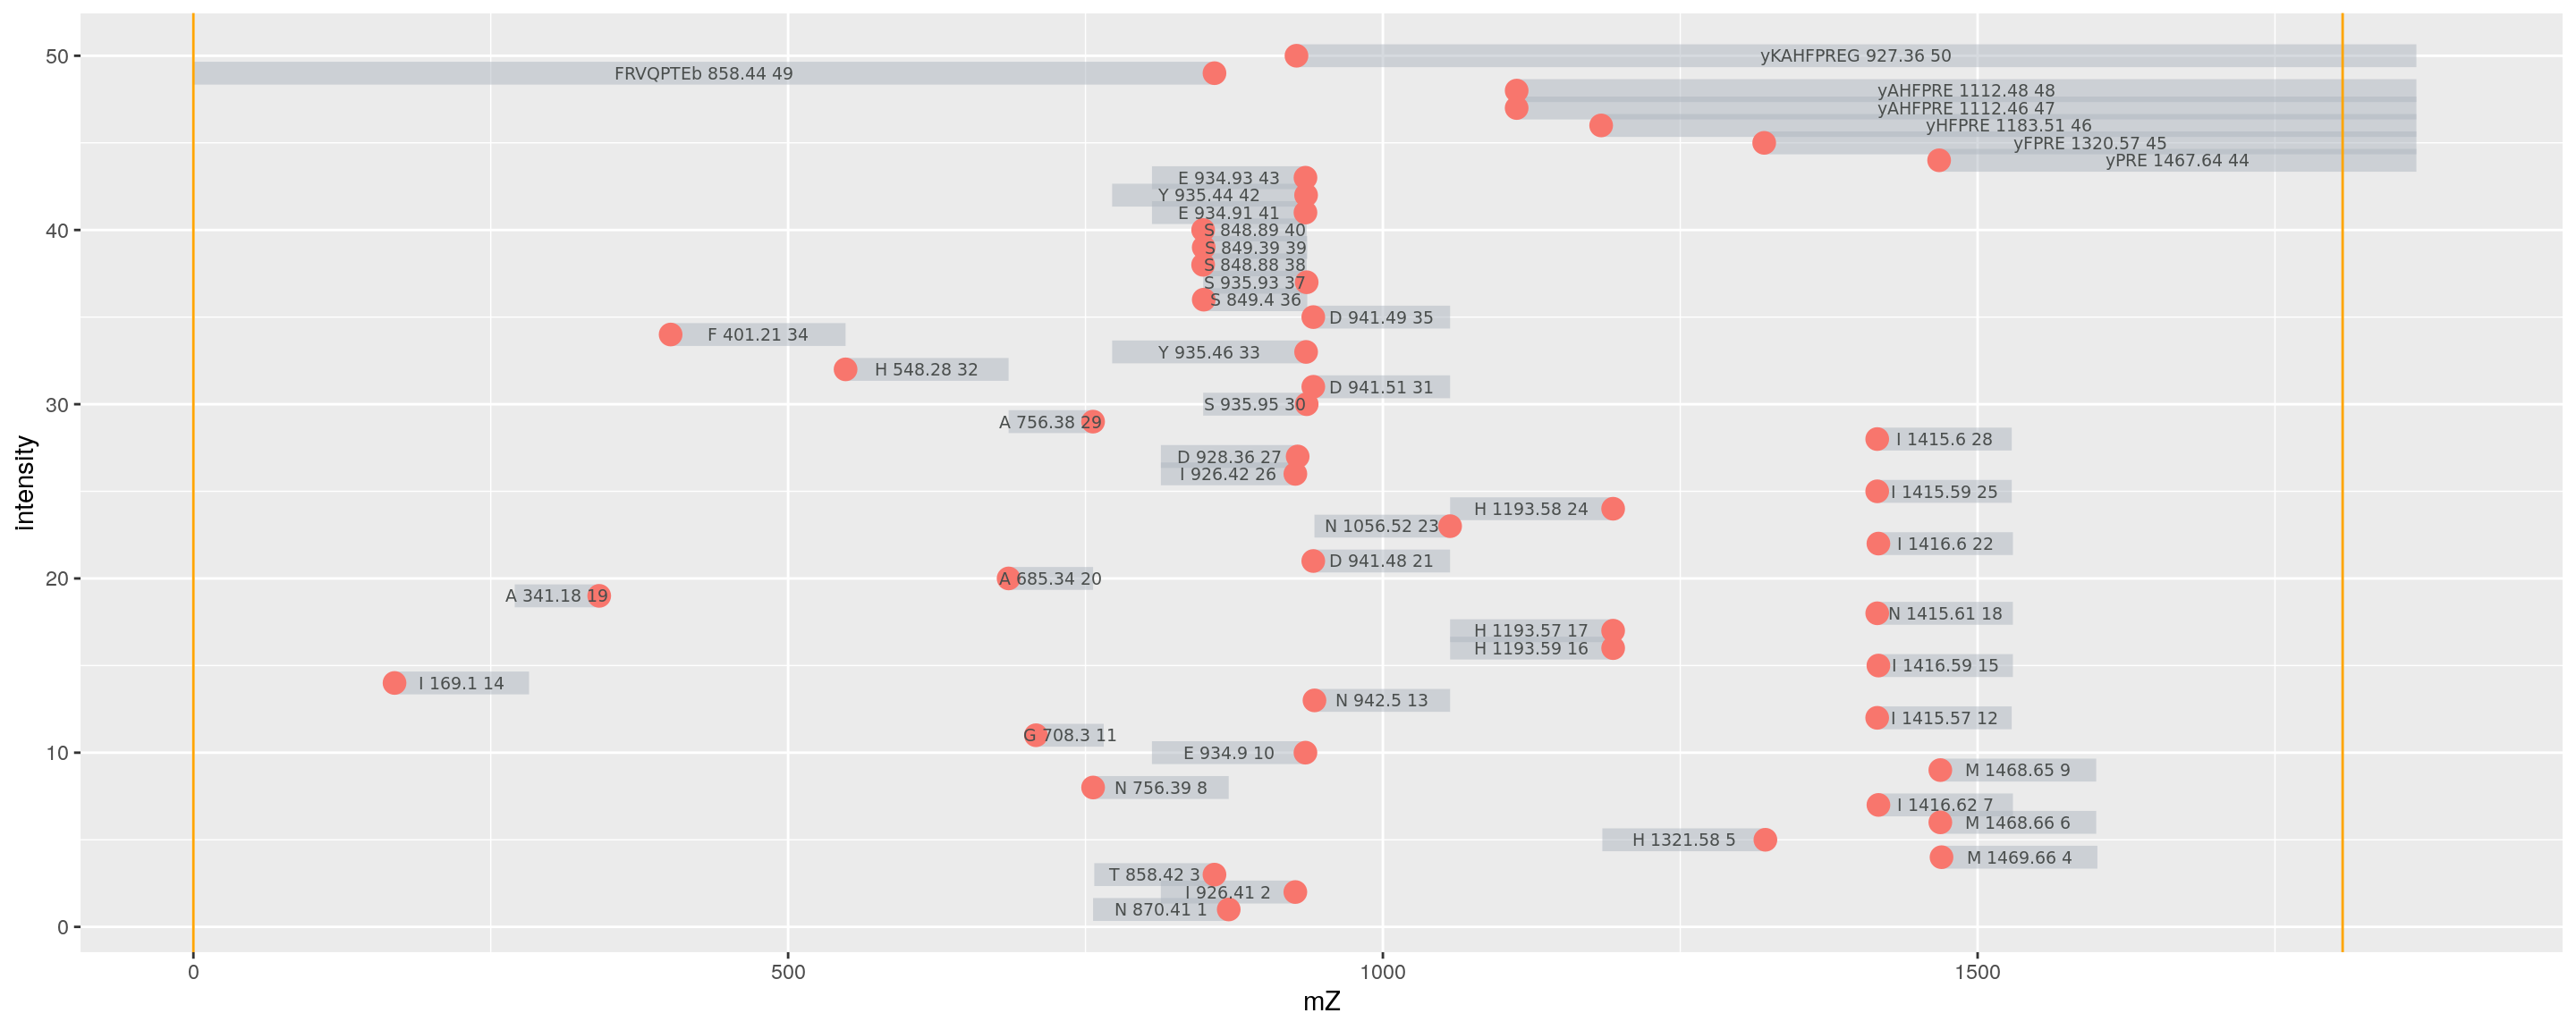 50
yKAHFPREG 927.36 50
FRVQPTEb 858.44 49
yAHFPRE 1112.48 48
yAHFPRE 1112.46 47
yHFPRE 1183.51 46
yFPRE 1320.57 45
yPRE 1467.64 44
E 934.93 43
Y 935.44 42
E 934.91 41
40
S 848.89 40
S 849.39 39
S 848.88 38
S 935.93 37
S 849.4 36
D 941.49 35
F 401.21 34
Y 935.46 33
H 548.28 32
D 941.51 31
30
S 935.95 30
A 756.38 29
I 1415.6 28
D 928.36 27
I 926.42 26
I 1415.59 25
H 1193.58 24
N 1056.52 23
I 1416.6 22
D 941.48 21
20
A 685.34 20
A 341.18 19
N 1415.61 18
H 1193.57 17
H 1193.59 16
I 1416.59 15
I 169.1 14
N 942.5 13
I 1415.57 12
G 708.3 11
10
E 934.9 10
M 1468.65 9
N 756.39 8
I 1416.62 7
M 1468.66 6
H 1321.58 5
M 1469.66 4
T 858.42 3
I 926.41 2
N 870.41 1
0
intensity
0
500
1000
1500
mZ